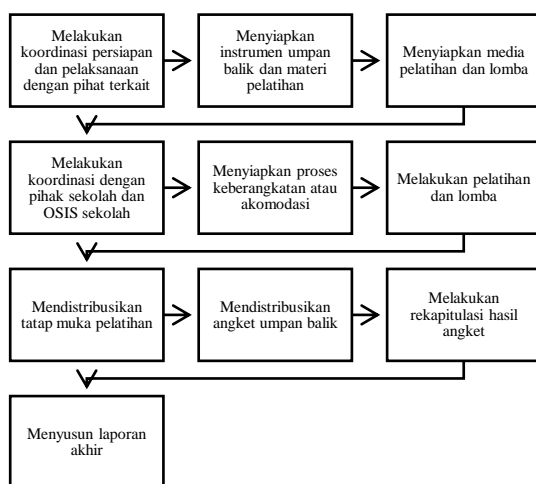 Melakukan
koordinasi persiapan
dan pelaksanaan
dengan pihat terkait
Menyiapkan
instrumen umpan
balik dan materi
pelatihan
Menyiapkan media
pelatihan dan lomba
Melakukan
koordinasi dengan
pihak sekolah dan
OSIS sekolah
Menyiapkan proses
keberangkatan atau
akomodasi
Melakukan pelatihan
dan lomba
Mendistribusikan
tatap muka pelatihan
Mendistribusikan
angket umpan balik
Melakukan
rekapitulasi hasil
angket
Menyusun laporan
akhir